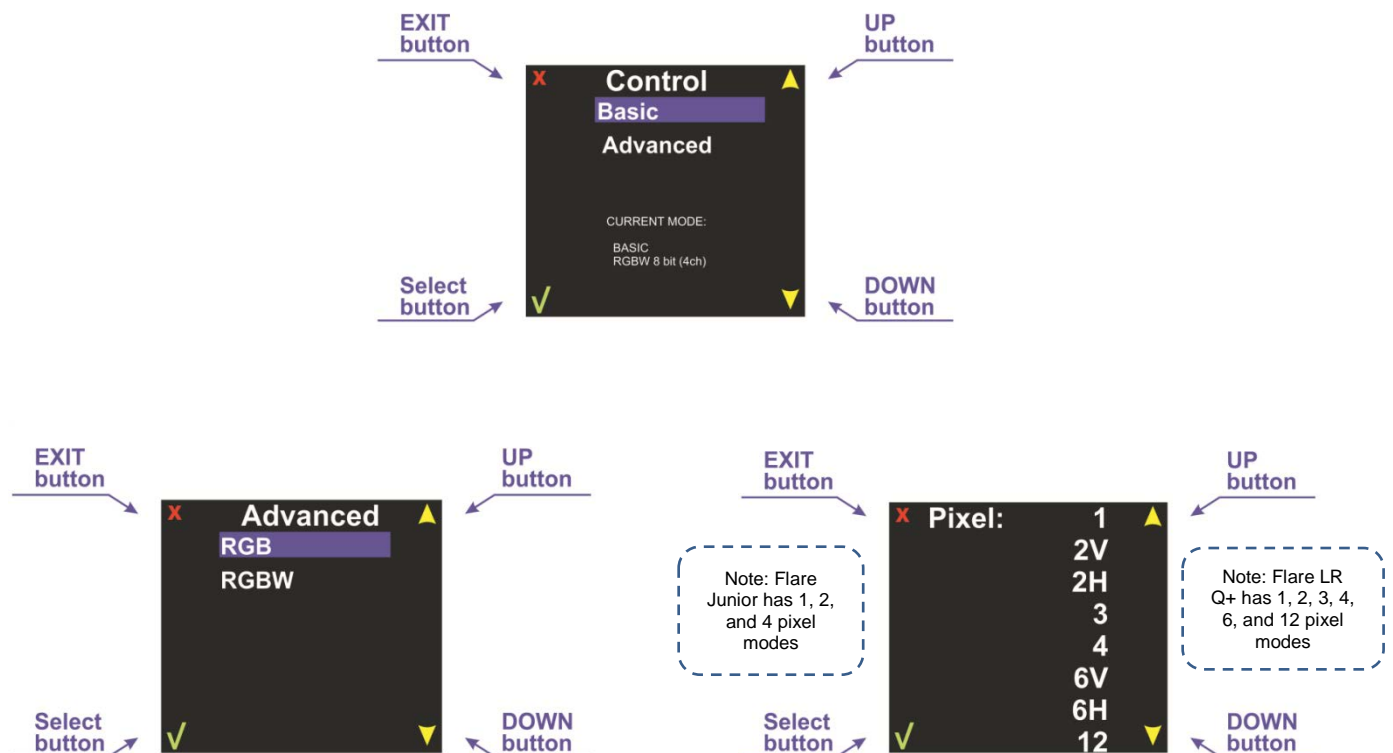 EXIT
button
UP
button
X
Control
Basic
Advanced
CURRENT MODE:
BASIC
RGBW 8 bit (4ch)
Select
button
√
DOWN
button
EXIT
button
UP
button
X
Advanced
RGB
RGBW
Select
button
√
DOWN
button
EXIT
button
UP
button
X
Pixel: 1
2V
2H
3
4
6V
6H
12
Note: Flare
Junior has 1, 2,
and 4 pixel
modes
Note: Flare LR
Q+ has 1, 2, 3, 4,
6, and 12 pixel
modes
Select
button
√
DOWN
button